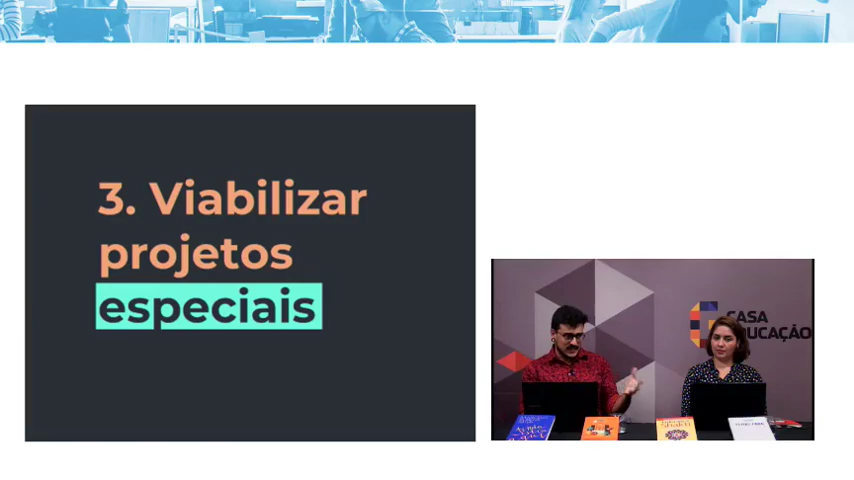 3. Viabilizar
projetos
especiais
CASA
EDUCAÇÃO